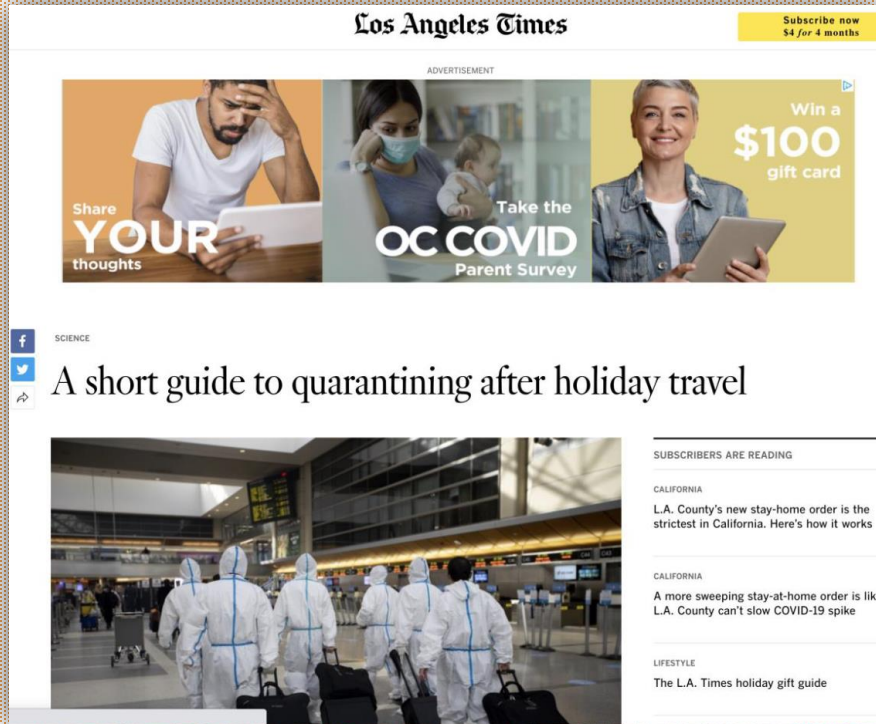 Los Angeles Times
Subscribe now
$4 for 4 months
ADVERTISEMENT
Share
YOUR
thoughts
Take the
OC COVID
Parent Survey
Win a
$100
gift card
SCIENCE
A short guide to quarantining after holiday travel
SUBSCRIBERS ARE READING
CALIFORNIA
L.A. County's new stay-home order is the
strictest in California. Here's how it works
CALIFORNIA
A more sweeping stay-at-home order is lik
L.A. County can't slow COVID-19 spike
LIFESTYLE
The L.A. Times holiday gift guide